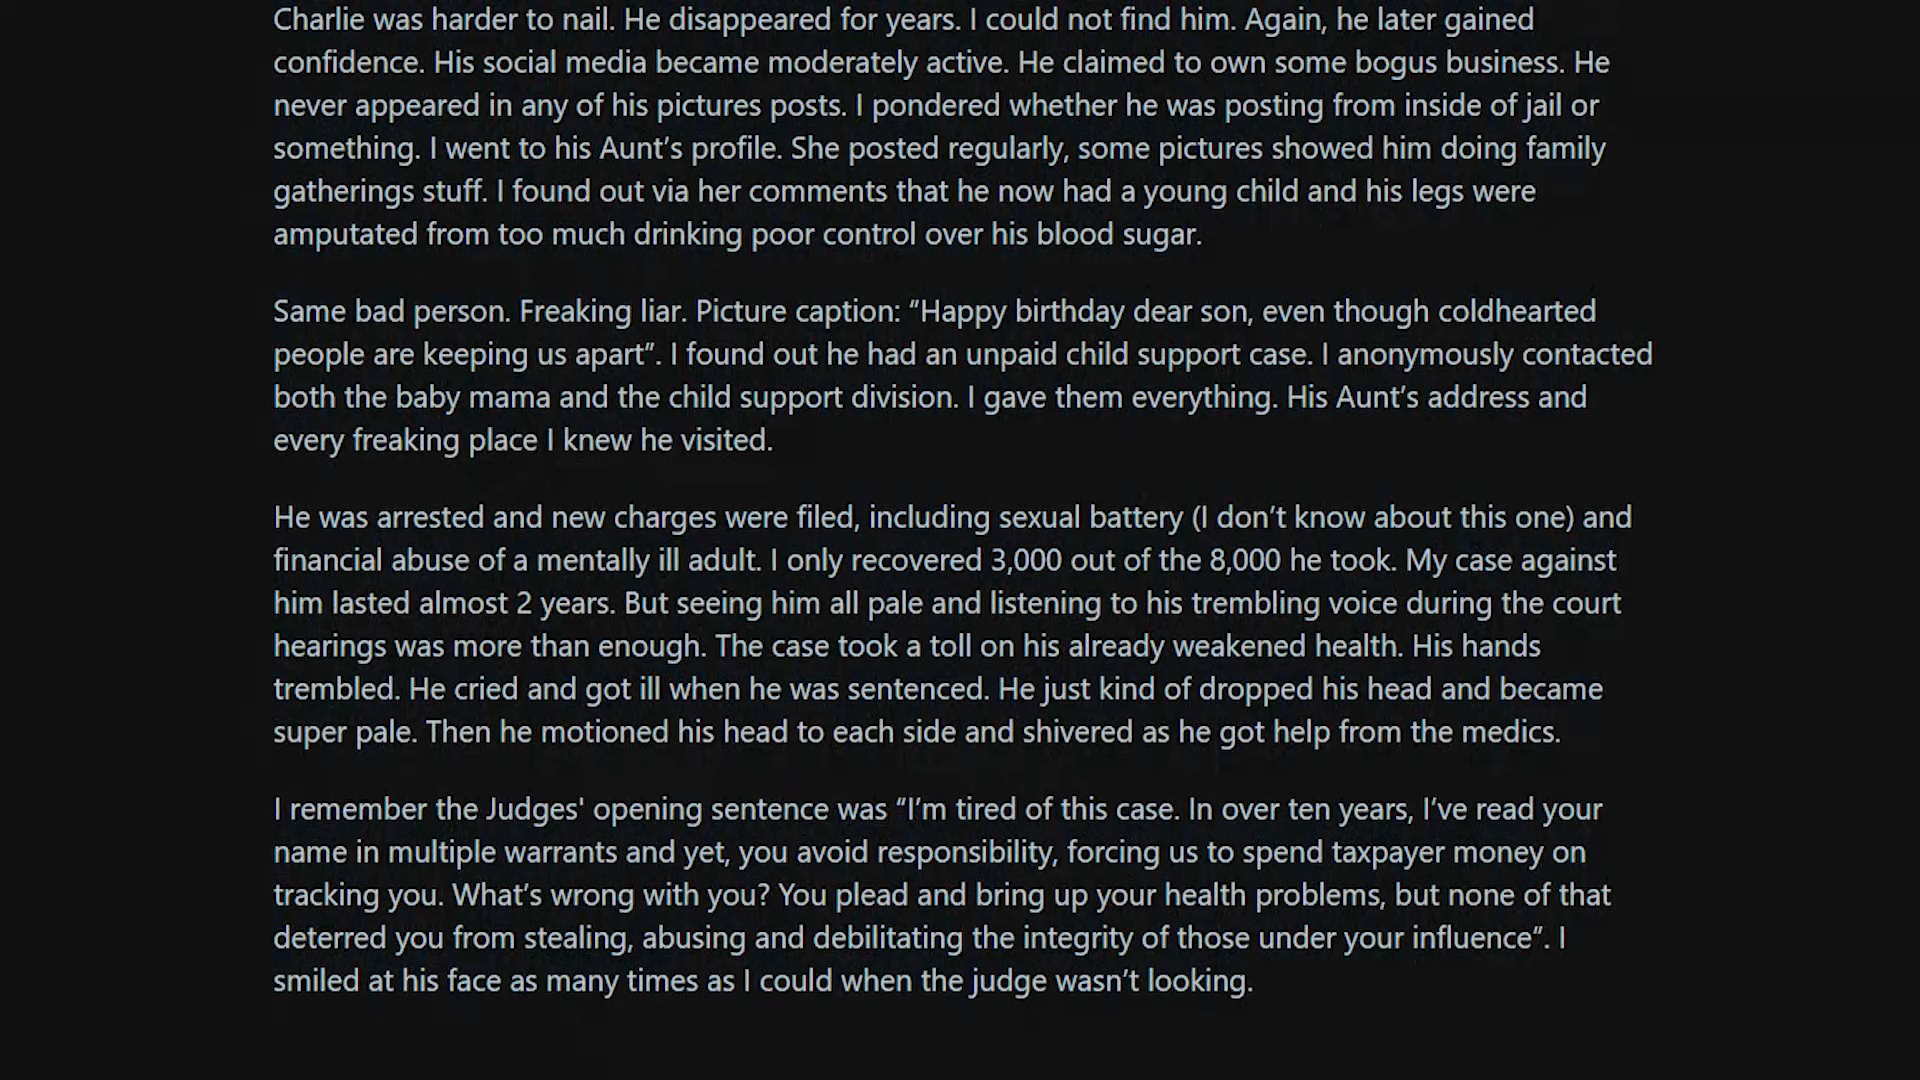 Charlie was harder to nail. He disappeared for years. I could not find him. Again, he later gained
confidence. His social media became moderately active. He claimed to own some bogus business. He
never appeared in any of his pictures posts. I pondered whether he was posting from inside of jail or
something. I went to his Aunt’s profile. She posted regularly, some pictures showed him doing family
gatherings stuff. I found out via her comments that he now had a young child and his legs were
amputated from too much drinking poor control over his blood sugar.
Same bad person. Freaking liar. Picture caption: “Happy birthday dear son, even though coldhearted
people are keeping us apart”. I found out he had an unpaid child support case. I anonymously contacted
both the baby mama and the child support division. I gave them everything. His Aunt’s address and
every freaking place I knew he visited.
He was arrested and new charges were filed, including sexual battery (I don’t know about this one) and
financial abuse of a mentally ill adult. I only recovered 3,000 out of the 8,000 he took. My case against
him lasted almost 2 years. But seeing him all pale and listening to his trembling voice during the court
hearings was more than enough. The case took a toll on his already weakened health. His hands
trembled. He cried and got ill when he was sentenced. He just kind of dropped his head and became
super pale. Then he motioned his head to each side and shivered as he got help from the medics.
I remember the Judges' opening sentence was “I’m tired of this case. In over ten years, I’ve read your
name in multiple warrants and yet, you avoid responsibility, forcing us to spend taxpayer money on
tracking you. What’s wrong with you? You plead and bring up your health problems, but none of that
deterred you from stealing, abusing and debilitating the integrity of those under your influence”. I
smiled at his face as many times as I could when the judge wasn’t looking.